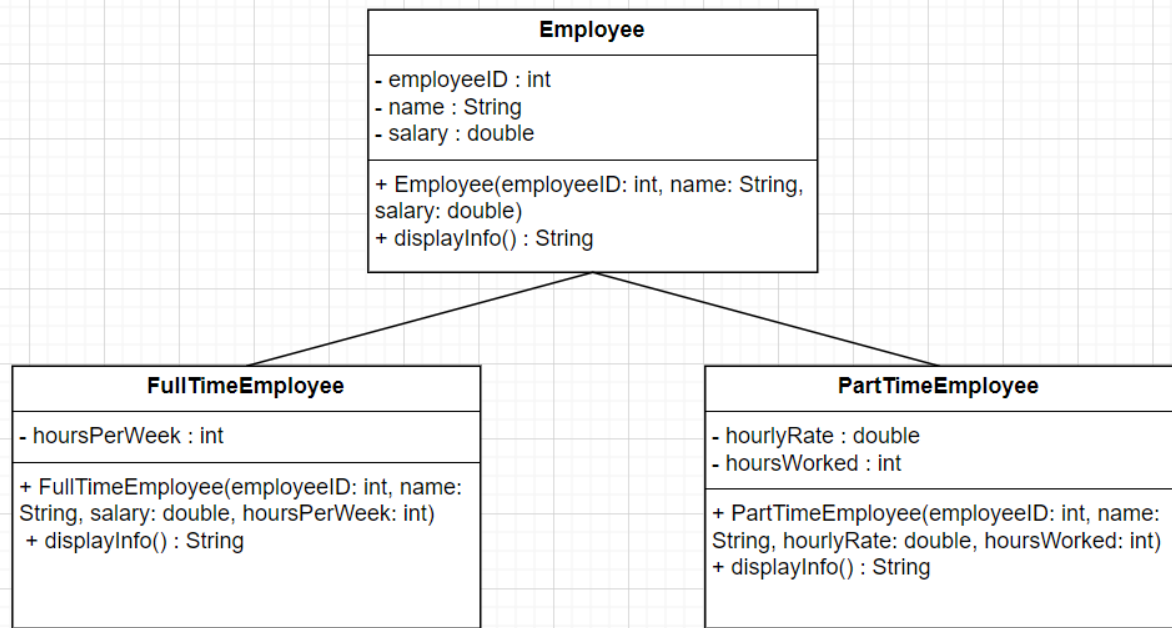 Employee
- employeeID : int
- name : String
- salary : double
+ Employee(employeeID: int, name: String,
salary: double)
+ displayInfo() : String
FullTimeEmployee
- hoursPerWeek : int
+ FullTimeEmployee(employeeID: int, name:
String, salary: double, hoursPerWeek: int)
+ displayInfo() : String
PartTimeEmployee
- hourlyRate : double
- hoursWorked : int
+ PartTimeEmployee(employeeID: int, name:
String, hourlyRate: double, hoursWorked: int)
+ displayInfo() : String